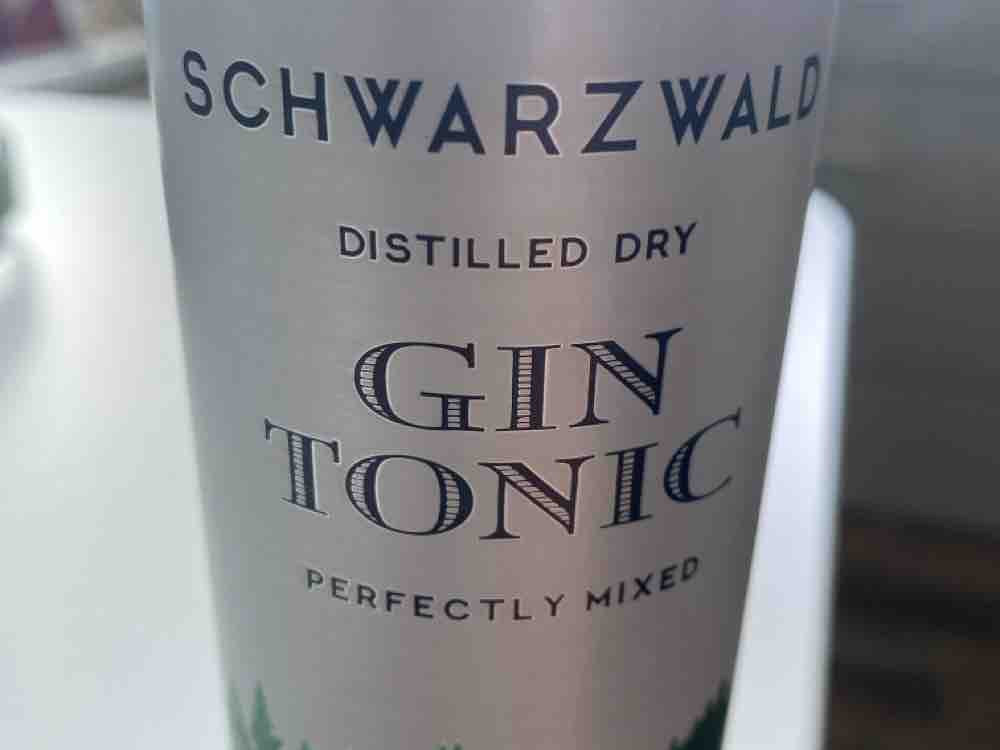 SCHWARZWALD
DISTILLED DRY
GIN
TONIC
PERFECTLY MIXED